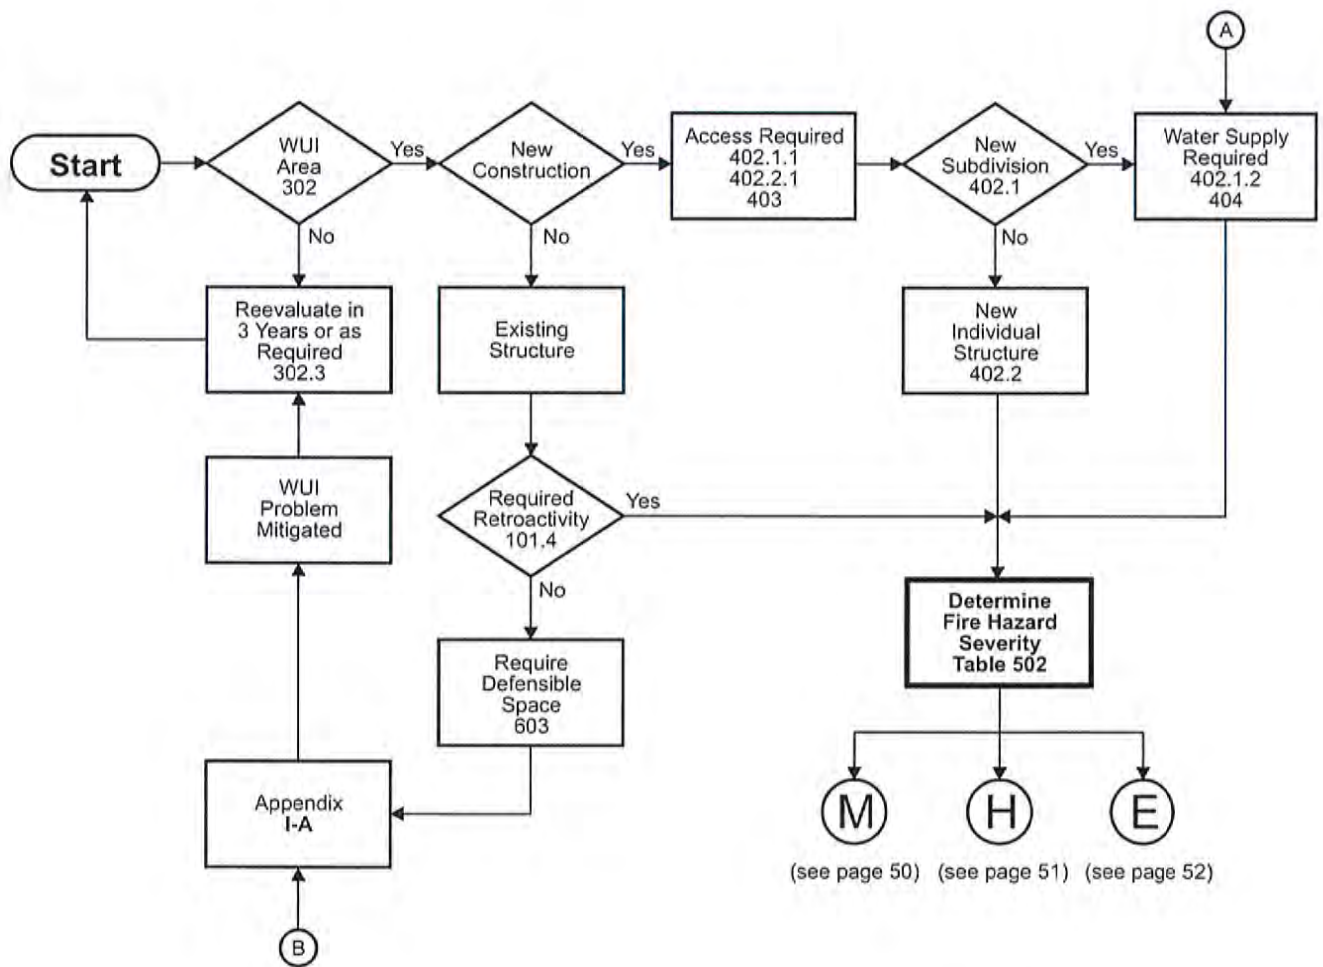 A
Start
WUI
Area
302
Yes
No
New
Construction
Yes
No
Access Required
402.1.1
402.2.1
403
New
Subdivision
402.1
Yes
No
Water Supply
Required
402.1.2
404
Reevaluate in
3 Years or as
Required
302.3
Existing
Structure
New
Individual
Structure
402.2
WUI
Problem
Mitigated
Required
Retroactivity
101.4
Yes
No
Determine
Fire Hazard
Severity
Table 502
Require
Defensible
Space
603
Appendix
I-A
M
H
E
(see page 50)
(see page 51)
(see page 52)
B